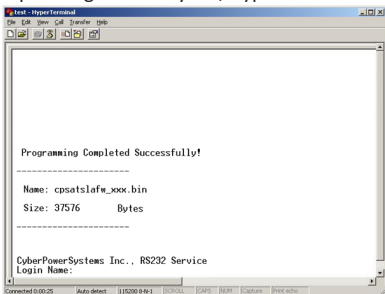 test - HyperTerminal
File Edit View Call Transfer Help
Programming Completed Successfully!
----------------------
Name: cpsatslafw_xxx.bin
Size: 37576 Bytes
----------------------
CyberPowerSystems Inc., RS232 Service
Login Name:
Connected 0:00:25 Auto detect 115200 8-N-1 SCROLL CAPS NUM Capture Print echo